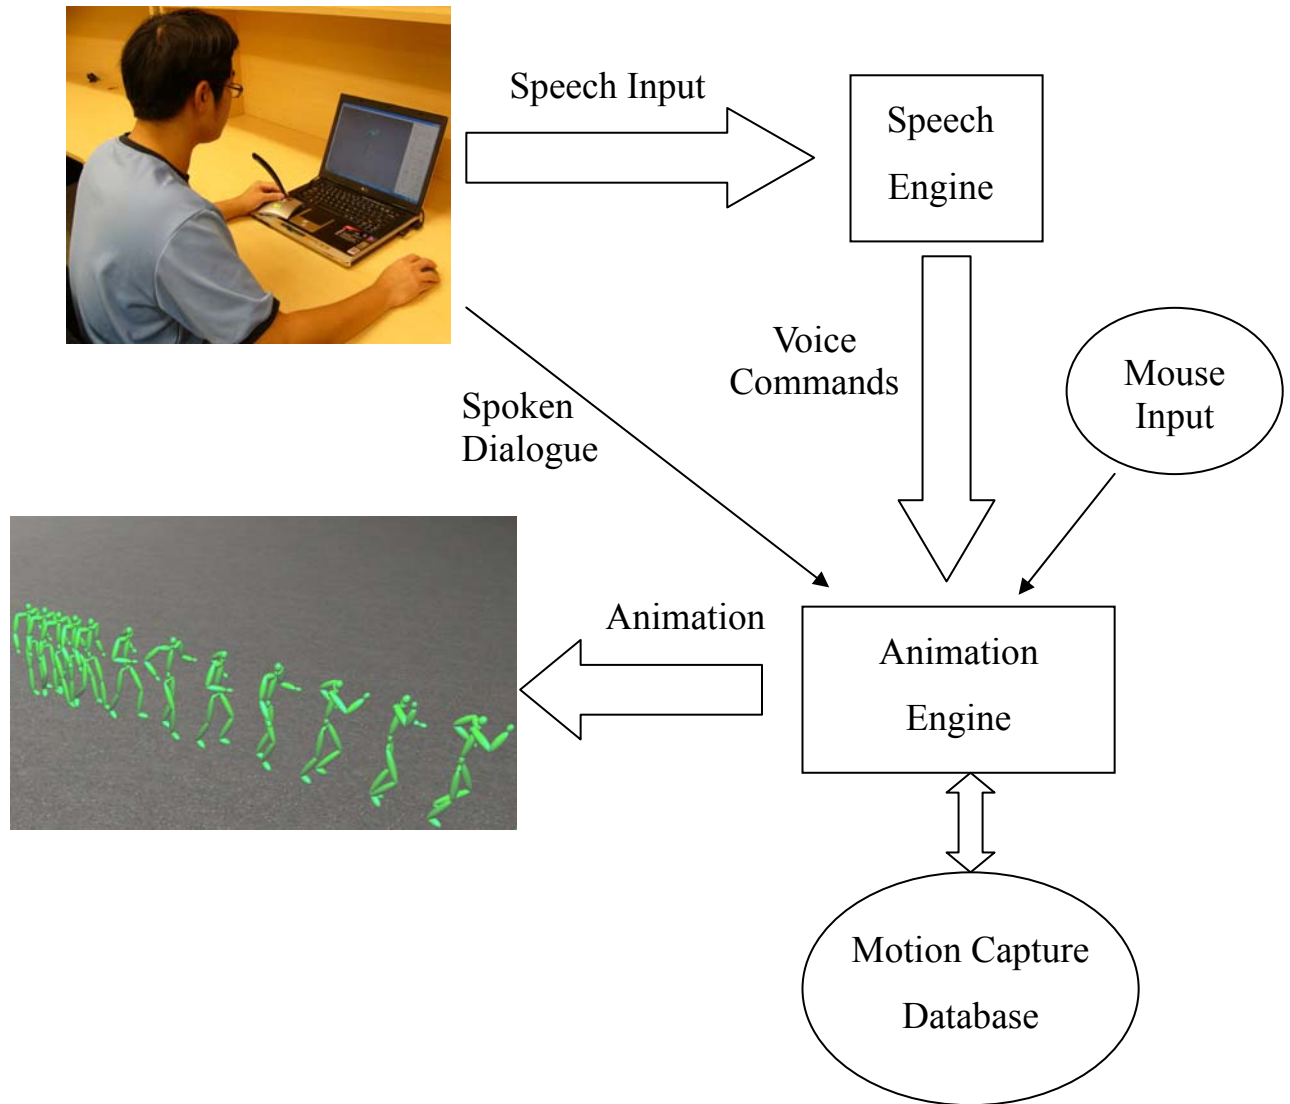 Speech Input
Speech
Engine
Voice
Commands
Mouse
Input
Spoken
Dialogue
Animation
Animation
Engine
Motion Capture
Database